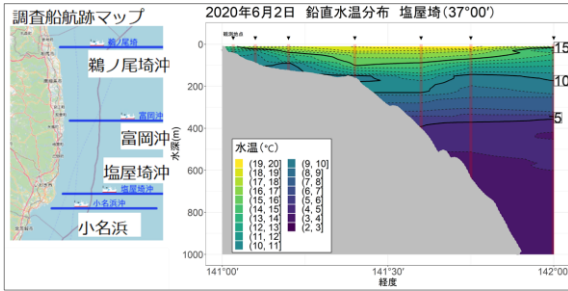 調査船航跡マップ
鵜ノ尾埼
鵜ノ尾埼沖
富岡沖
富岡沖
塩屋埼沖
塩屋埼沖
小名浜沖
小名浜
2020年6月2日 鉛直水温分布 塩屋埼(37°00′)
観測地点
水深(m)
0
200
400
600
800
1000
15
10
5
水温(℃)
(19, 20]
(18, 19]
(17, 18]
(16, 17]
(15, 16]
(14, 15]
(13, 14]
(12, 13]
(11, 12]
(10, 11]
(9, 10]
(8, 9]
(7, 8]
(6, 7]
(5, 6]
(4, 5]
(3, 4]
(2, 3]
141°00′
141°30′
142°00′
経度